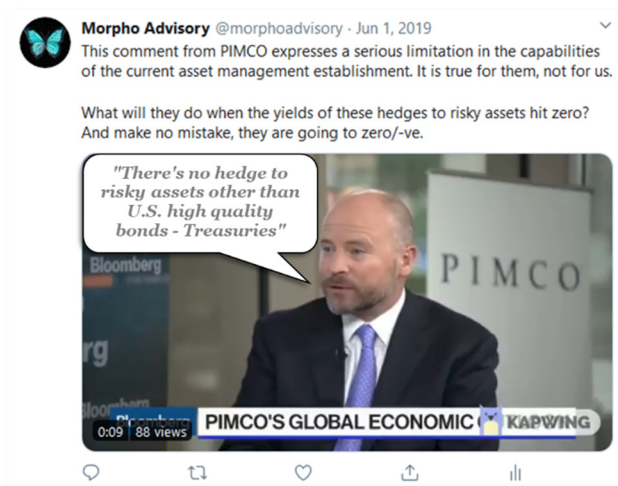 Morpho Advisory @morphoadvisory · Jun 1, 2019
This comment from PIMCO expresses a serious limitation in the capabilities
of the current asset management establishment. It is true for them, not for us.
What will they do when the yields of these hedges to risky assets hit zero?
And make no mistake, they are going to zero/-ve.
"There's no hedge to
risky assets other than
U.S. high quality
bonds - Treasuries"
Bloomberg
PIMCO
rg
Bloomberg
PIMCO'S GLOBAL ECONOMIC
KAPWING
0:09 88 views